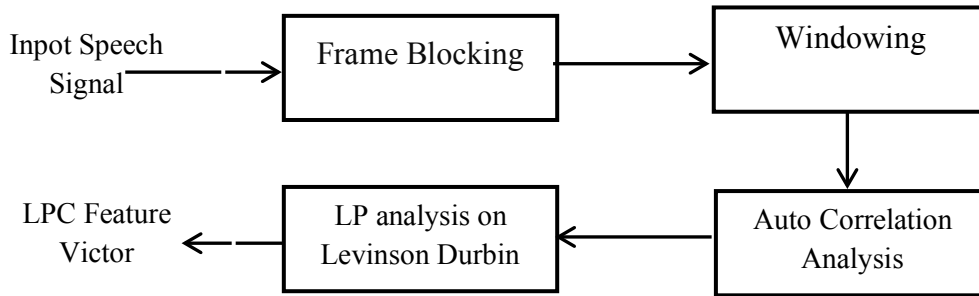 Inpot Speech
Signal
Frame Blocking
Windowing
Auto Correlation
Analysis
LP analysis on
Levinson Durbin
LPC Feature
Victor